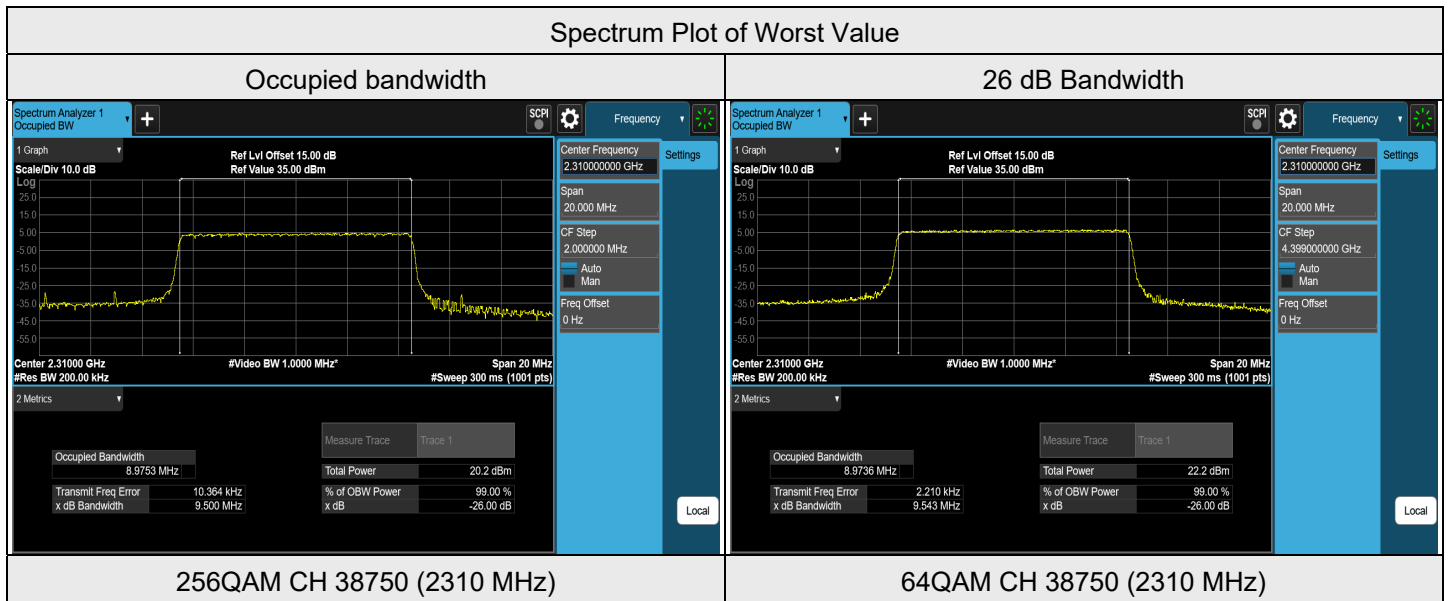 Spectrum Plot of Worst Value
Occupied bandwidth
26 dB Bandwidth
Spectrum Analyzer 1
Occupied BW
+
SCPI
Frequency
1 Graph
Scale/Div 10.0 dB
Ref Lvl Offset 15.00 dB
Ref Value 35.00 dBm
Log
25.0
15.0
5.00
-5.00
-15.0
-25.0
-35.0
-45.0
-55.0
Center 2.31000 GHz
#Res BW 200.00 kHz
#Video BW 1.0000 MHz*
Span 20 MHz
#Sweep 300 ms (1001 pts)
Center Frequency
2.310000000 GHz
Settings
Span
20.000 MHz
CF Step
2.000000 MHz
Auto
Man
Freq Offset
0 Hz
2 Metrics
Measure Trace Trace 1
Occupied Bandwidth
8.9753 MHz
Total Power 20.2 dBm
Transmit Freq Error 10.364 kHz
% of OBW Power 99.00 %
x dB Bandwidth 9.500 MHz
x dB -26.00 dB
Local
Spectrum Analyzer 1
Occupied BW
+
SCPI
Frequency
1 Graph
Scale/Div 10.0 dB
Ref Lvl Offset 15.00 dB
Ref Value 35.00 dBm
Log
25.0
15.0
5.00
-5.00
-15.0
-25.0
-35.0
-45.0
-55.0
Center 2.31000 GHz
#Res BW 200.00 kHz
#Video BW 1.0000 MHz*
Span 20 MHz
#Sweep 300 ms (1001 pts)
Center Frequency
2.310000000 GHz
Settings
Span
20.000 MHz
CF Step
4.399000000 GHz
Auto
Man
Freq Offset
0 Hz
2 Metrics
Measure Trace Trace 1
Occupied Bandwidth
8.9736 MHz
Total Power 22.2 dBm
Transmit Freq Error 2.210 kHz
% of OBW Power 99.00 %
x dB Bandwidth 9.543 MHz
x dB -26.00 dB
Local
256QAM CH 38750 (2310 MHz)
64QAM CH 38750 (2310 MHz)